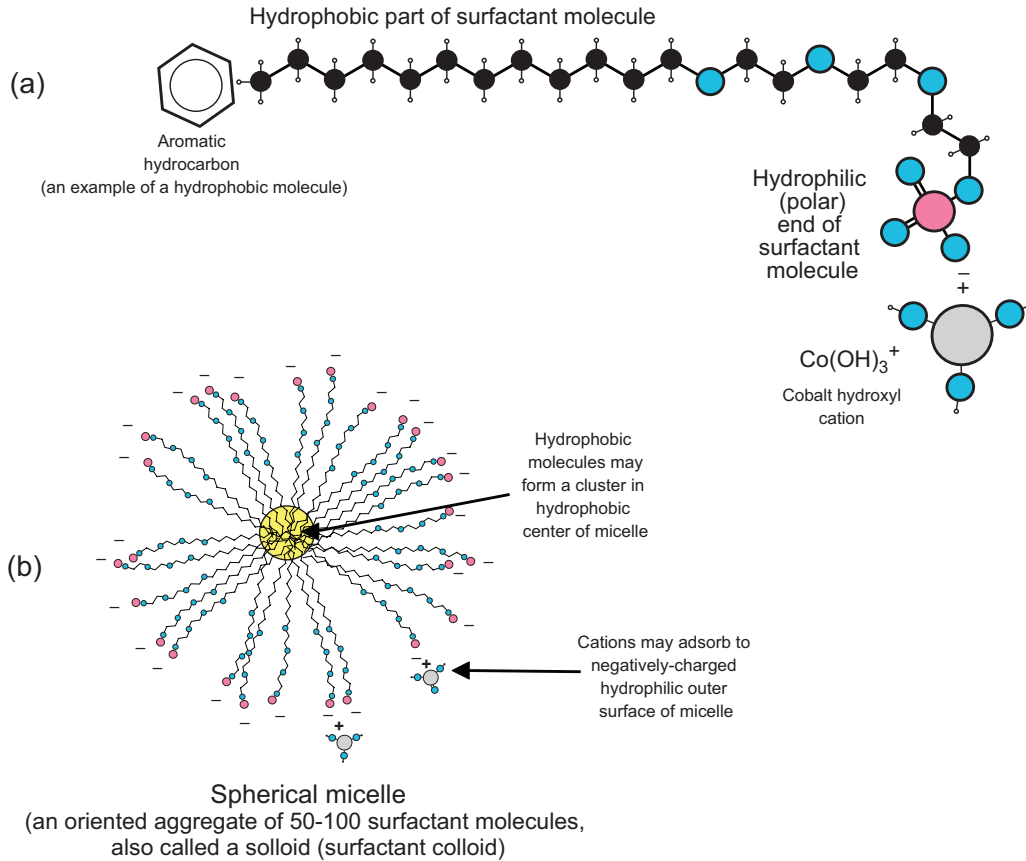 Hydrophobic part of surfactant molecule
(a)
Aromatic
hydrocarbon
(an example of a hydrophobic molecule)
Hydrophilic
(polar)
end of
surfactant
molecule
−
+
Co(OH)3+
Cobalt hydroxyl
cation
(b)
Hydrophobic
molecules may
form a cluster in
hydrophobic
center of micelle
Cations may adsorb to
negatively-charged
hydrophilic outer
surface of micelle
Spherical micelle
(an oriented aggregate of 50-100 surfactant molecules,
also called a solloid (surfactant colloid)